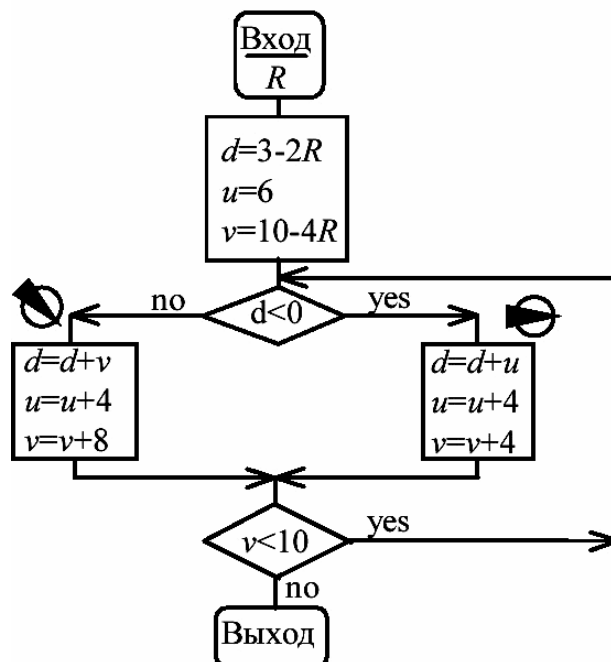 Вход
R
d=3-2R
u=6
v=10-4R
no
d<0
yes
d=d+v
u=u+4
v=v+8
d=d+u
u=u+4
v=v+4
v<10
yes
no
Выход